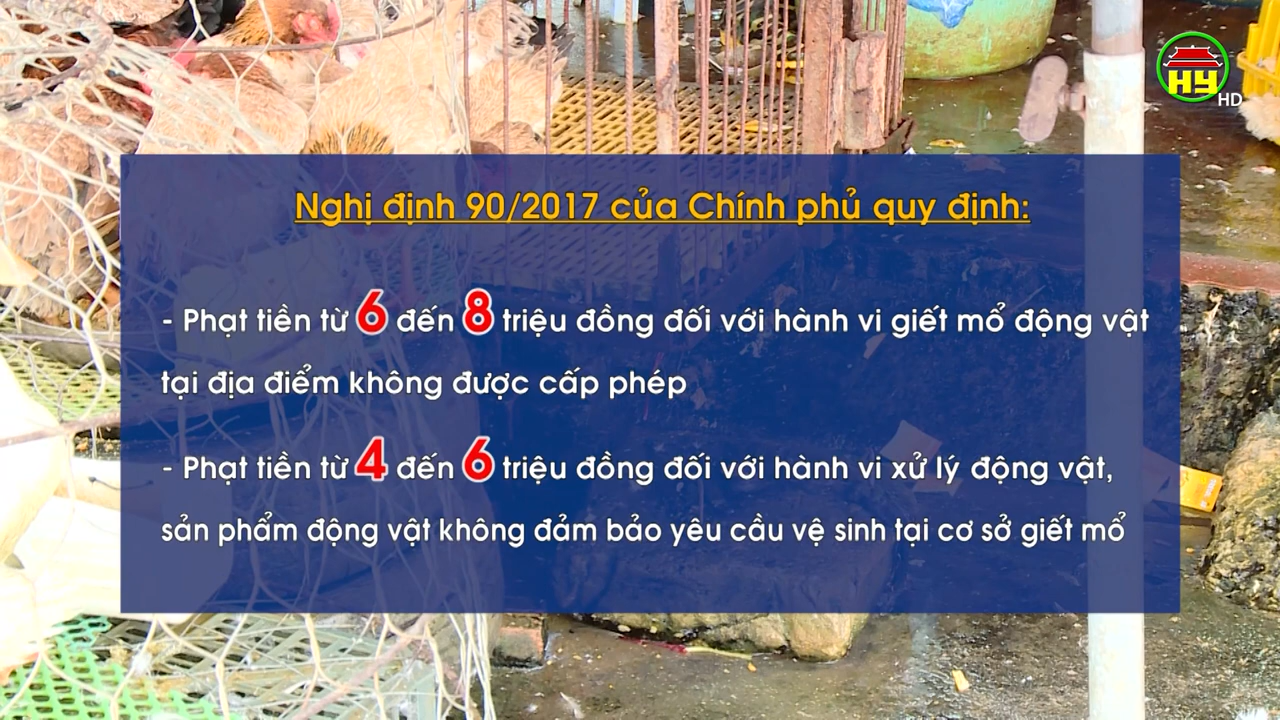 HY
HD
Nghị định 90/2017 của Chính phủ quy định:
- Phạt tiền từ 6 đến 8 triệu đồng đối với hành vi giết mổ động vật
tại địa điểm không được cấp phép
- Phạt tiền từ 4 đến 6 triệu đồng đối với hành vi xử lý động vật,
sản phẩm động vật không đảm bảo yêu cầu vệ sinh tại cơ sở giết mổ